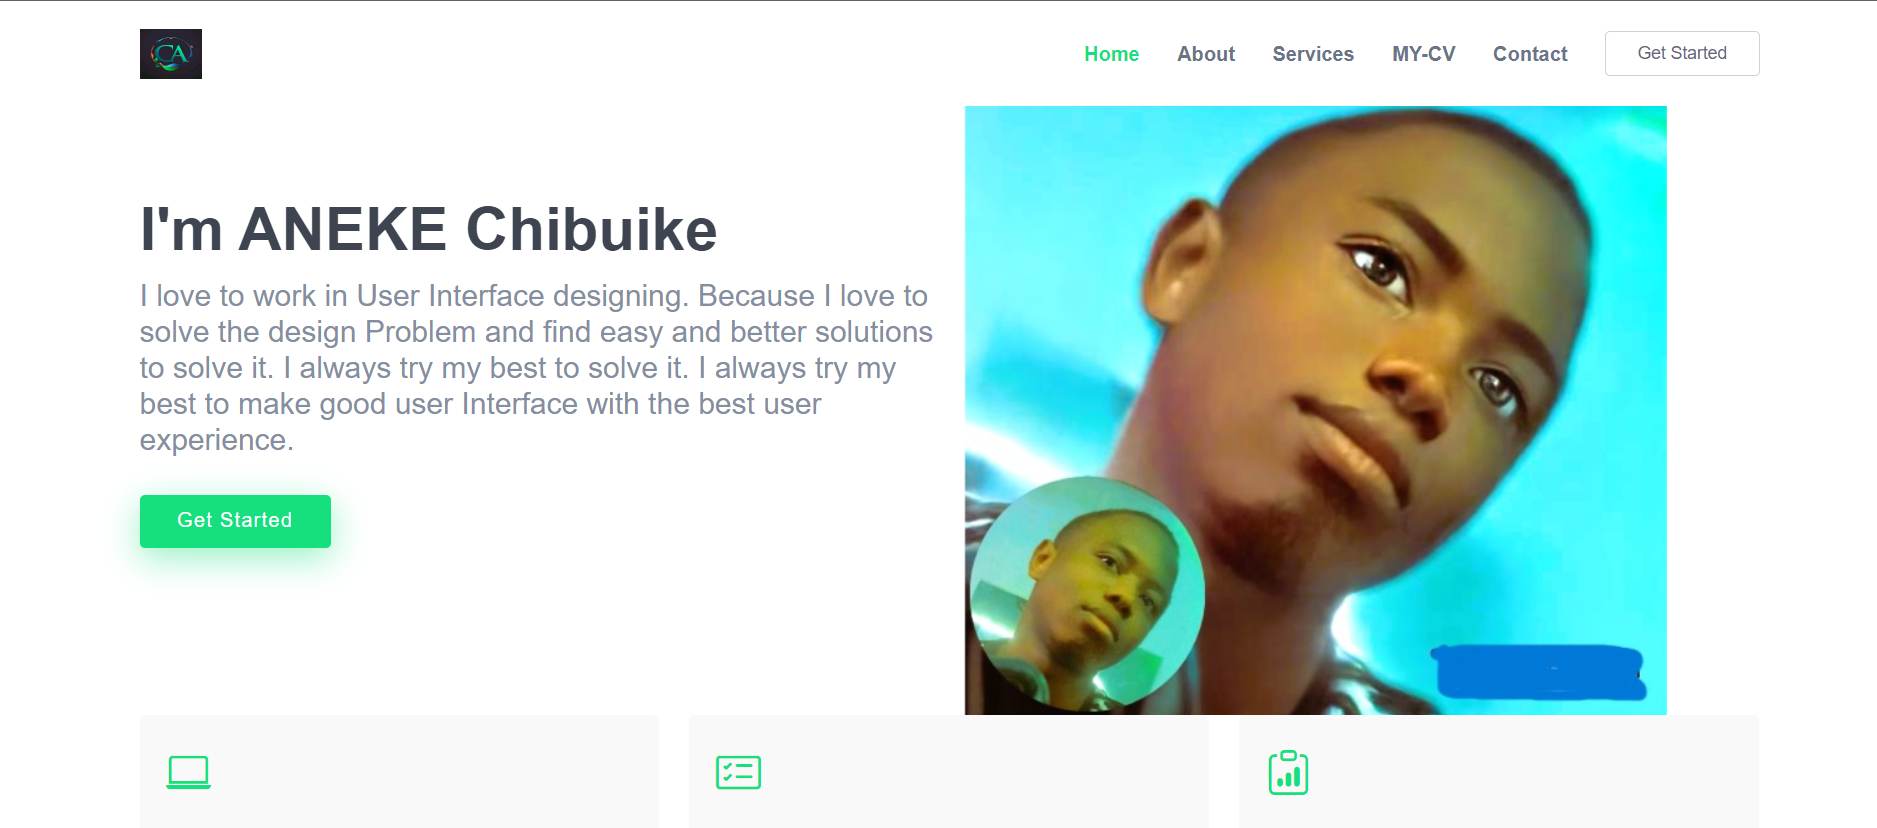 CA
Home About Services MY-CV Contact Get Started
I'm ANEKE Chibuike
I love to work in User Interface designing. Because I love to
solve the design Problem and find easy and better solutions
to solve it. I always try my best to solve it. I always try my
best to make good user Interface with the best user
experience.
Get Started